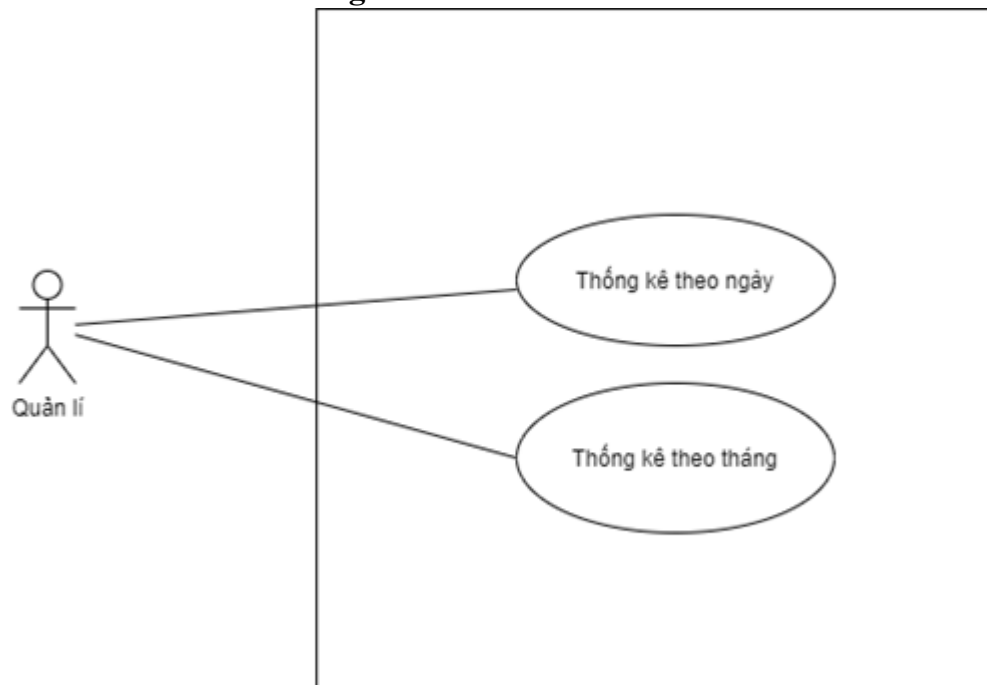 Thống kê theo ngày
Quản lí
Thống kê theo tháng